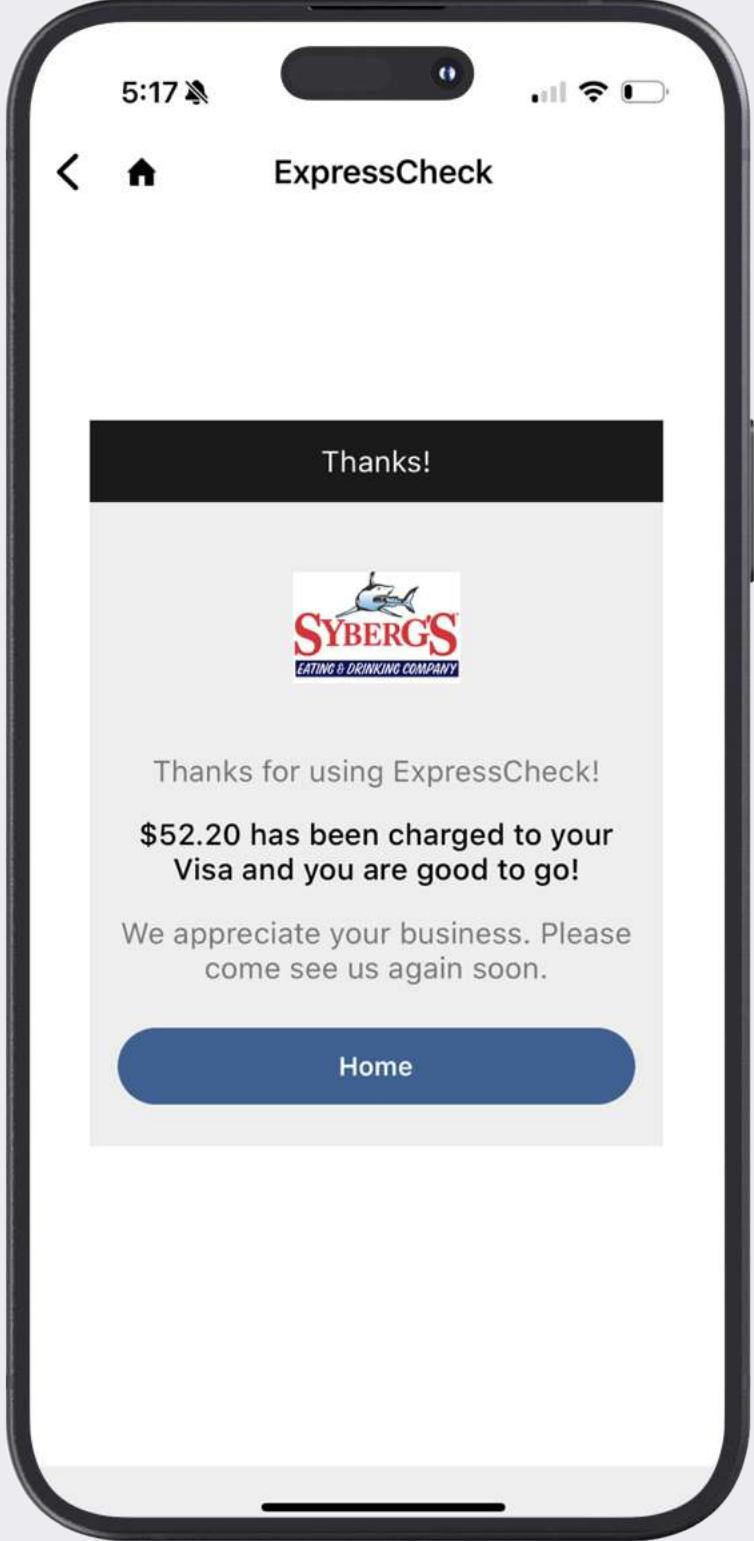 5:17
ExpressCheck
Thanks!
SYBERG'S
EATING & DRINKING COMPANY
Thanks for using ExpressCheck!
$52.20 has been charged to your
Visa and you are good to go!
We appreciate your business. Please
come see us again soon.
Home